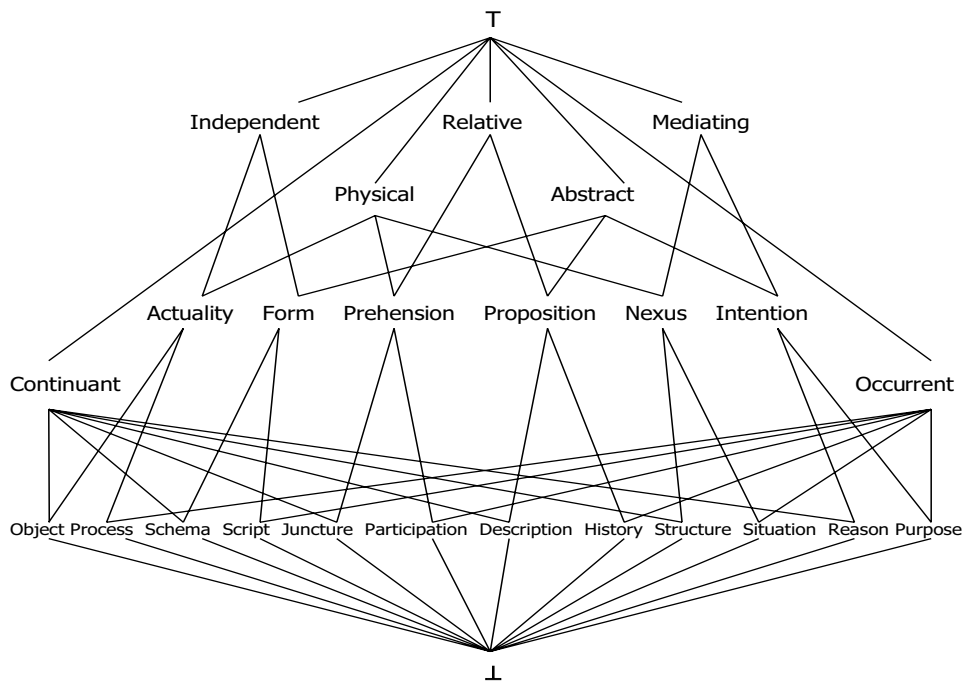 T
Independent Relative Mediating
Physical Abstract
Actuality Form Prehension Proposition Nexus Intention
Continuant Occurrent
Object Process Schema Script Juncture Participation Description History Structure Situation Reason Purpose
⊥